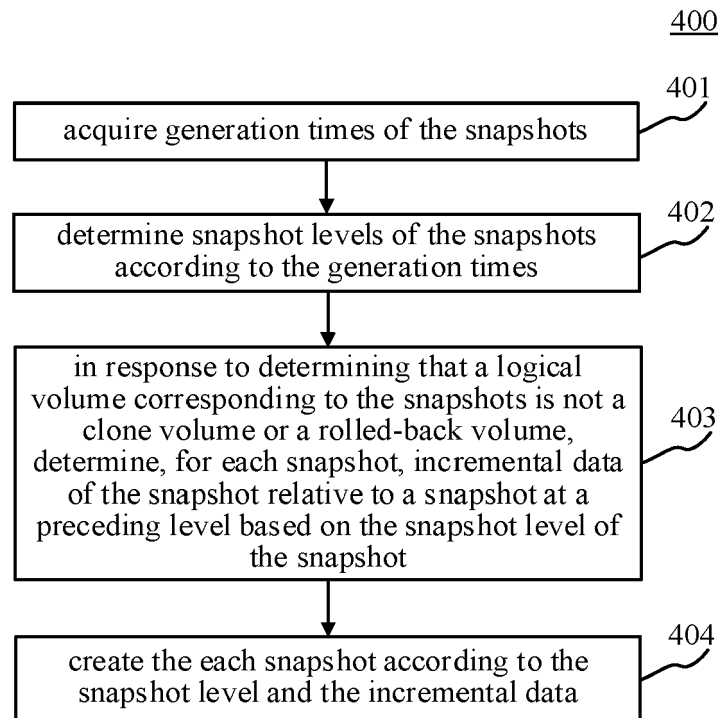 400
401
acquire generation times of the snapshots
402
determine snapshot levels of the snapshots
according to the generation times
in response to determining that a logical
volume corresponding to the snapshots is not a
clone volume or a rolled-back volume,
determine, for each snapshot, incremental data
of the snapshot relative to a snapshot at a
preceding level based on the snapshot level of
the snapshot
403
404
create the each snapshot according to the
snapshot level and the incremental data